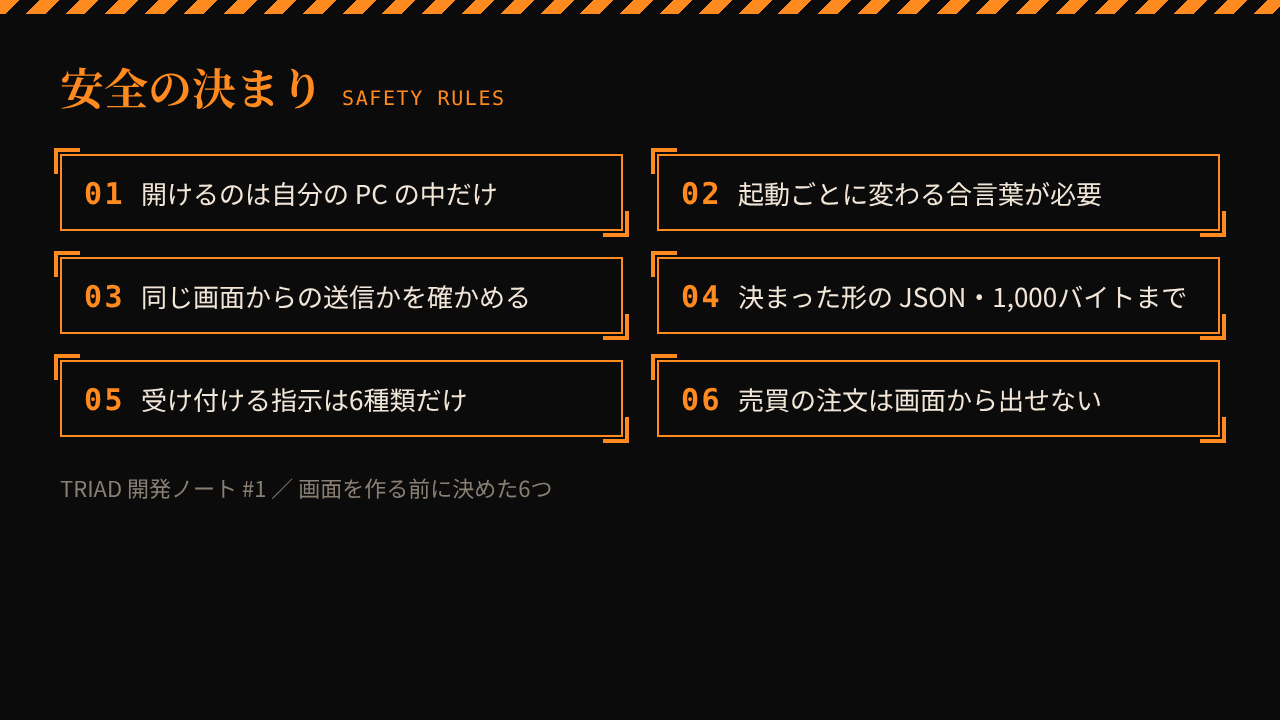 安全の決まり SAFETY RULES
01 開けるのは自分の PC の中だけ
02 起動ごとに変わる合言葉が必要
03 同じ画面からの送信かを確かめる
04 決まった形の JSON・1,000バイトまで
05 受け付ける指示は6種類だけ
06 売買の注文は画面から出せない
TRIAD 開発ノート #1 ／ 画面を作る前に決めた6つ